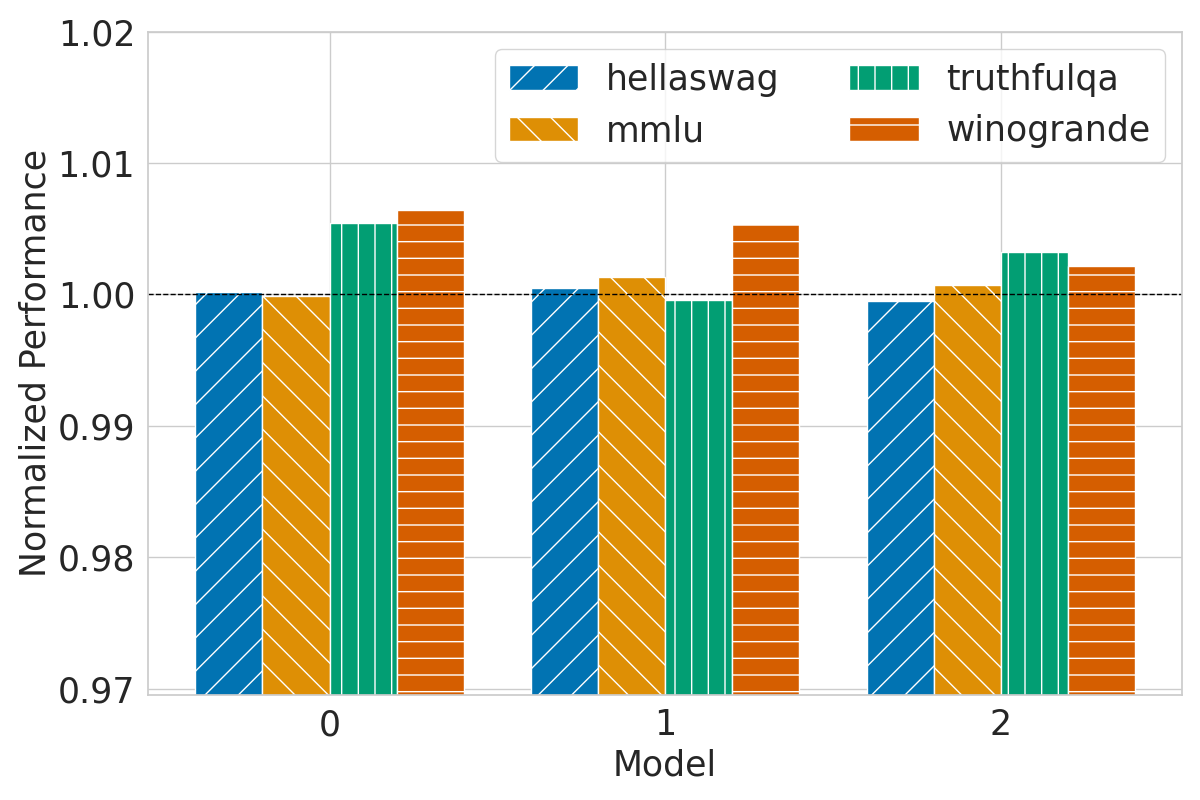 1.02
1.01
1.00
0.99
0.98
0.97
Normalized Performance
hellaswag
mmlu
truthfulqa
winogrande
0
1
2
Model